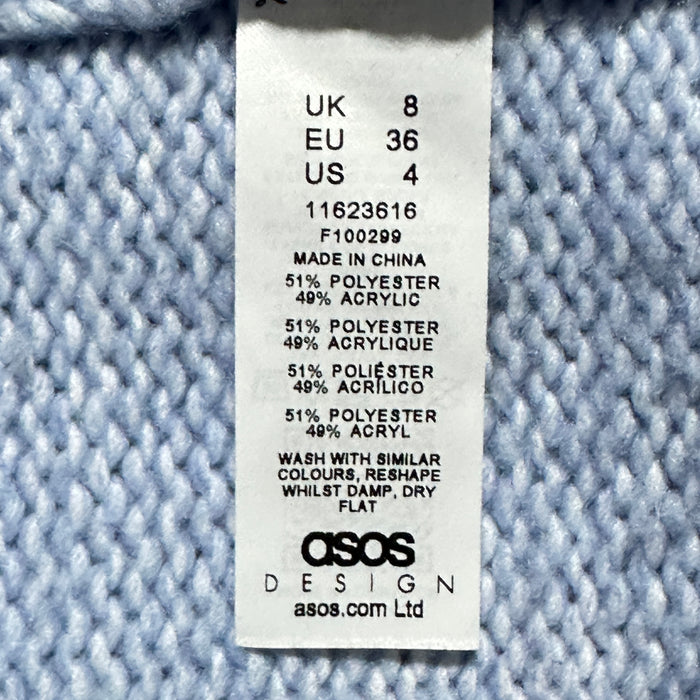 UK 8
EU 36
US 4
11623616
F100299
MADE IN CHINA
51% POLYESTER
49% ACRYLIC
51% POLYESTER
49% ACRYLIQUE
51% POLIÉSTER
49% ACRÍLICO
51% POLYESTER
49% ACRYL
WASH WITH SIMILAR
COLOURS, RESHAPE
WHILST DAMP, DRY
FLAT
asos
DESIGN
asos.com Ltd